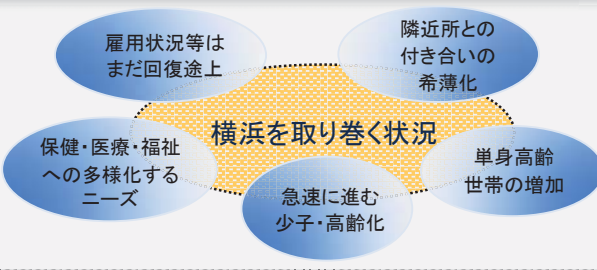 雇用状況等は
まだ回復途上
隣近所との
付き合いの
希薄化
横浜を取り巻く状況
保健・医療・福祉
への多様化する
ニーズ
急速に進む
少子・高齢化
単身高齢
世帯の増加